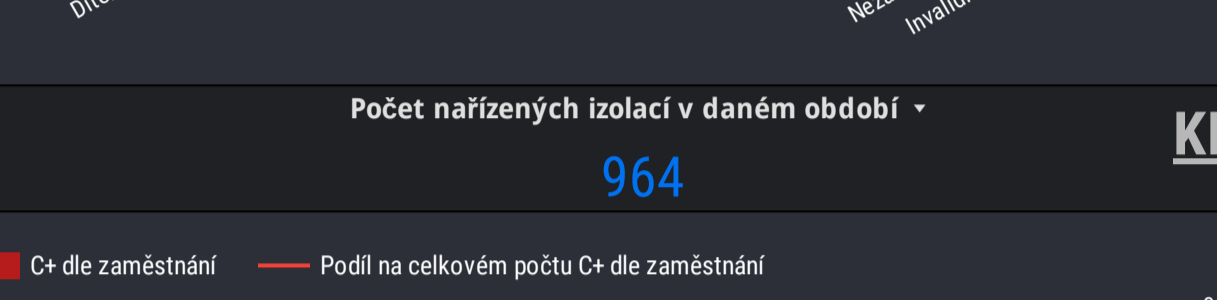 Počet nařízených izolací v daném období
964
C+ dle zaměstnání
Podíl na celkovém počtu C+ dle zaměstnání